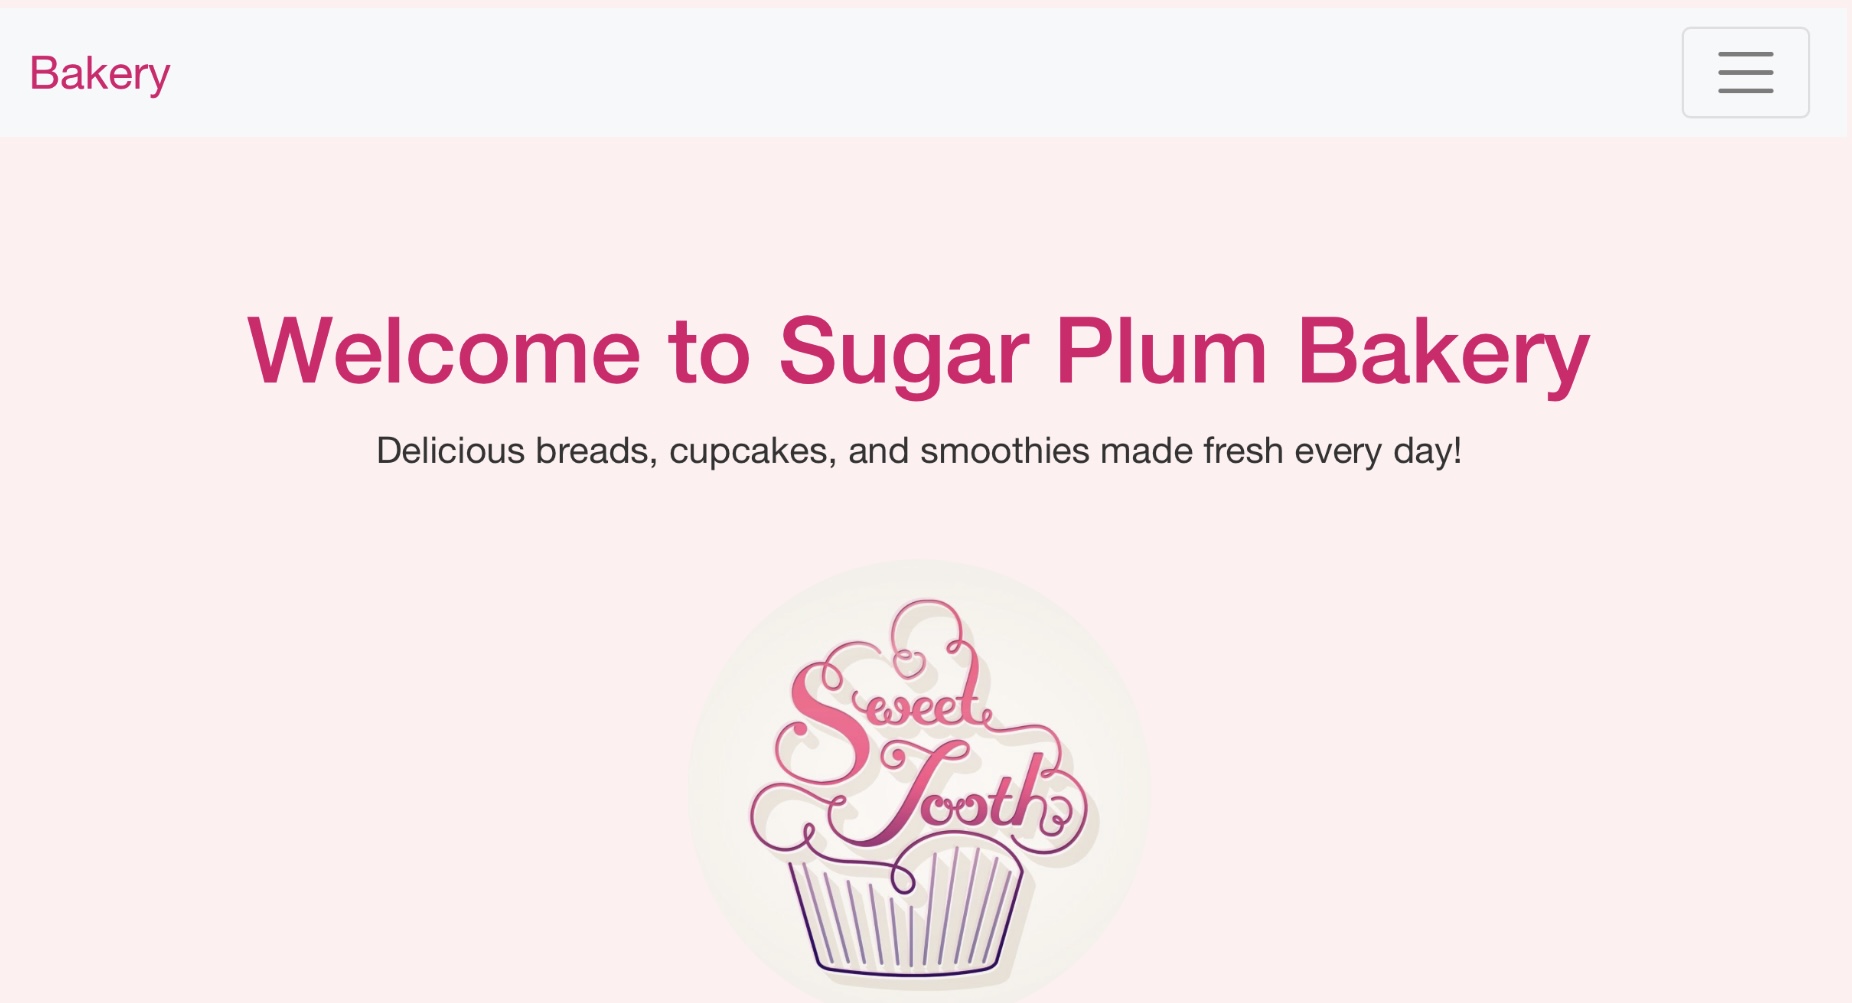 Bakery
Welcome to Sugar Plum Bakery
Delicious breads, cupcakes, and smoothies made fresh every day!
Sweet
Tooth